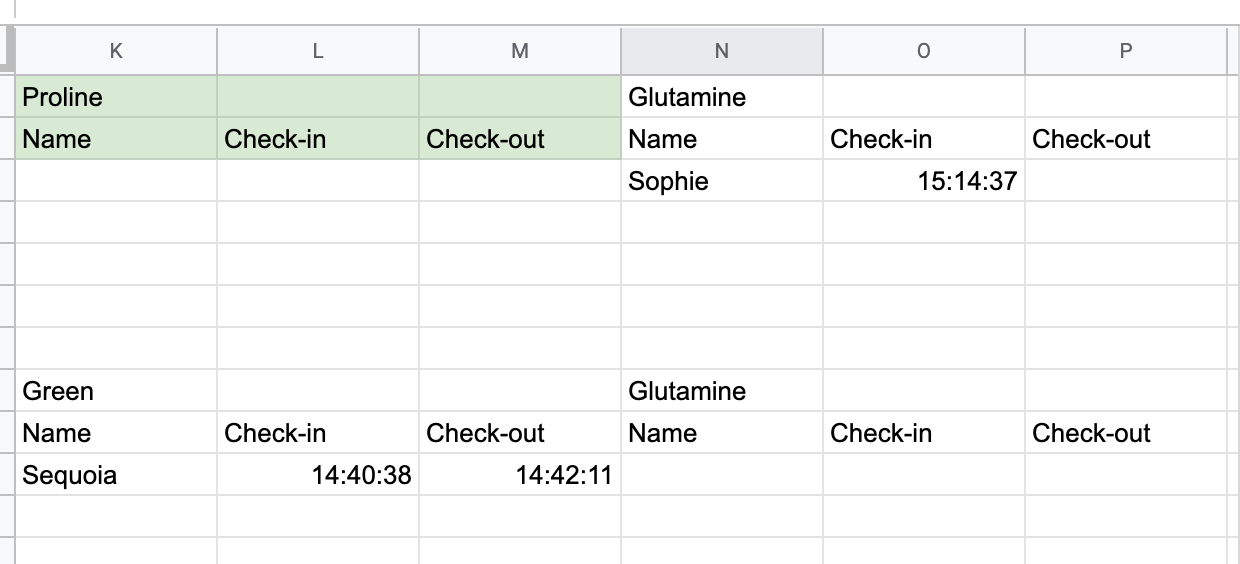 K L M N O P
Proline Glutamine
Name Check-in Check-out Name Check-in Check-out
Sophie 15:14:37
Green Glutamine
Name Check-in Check-out Name Check-in Check-out
Sequoia 14:40:38 14:42:11